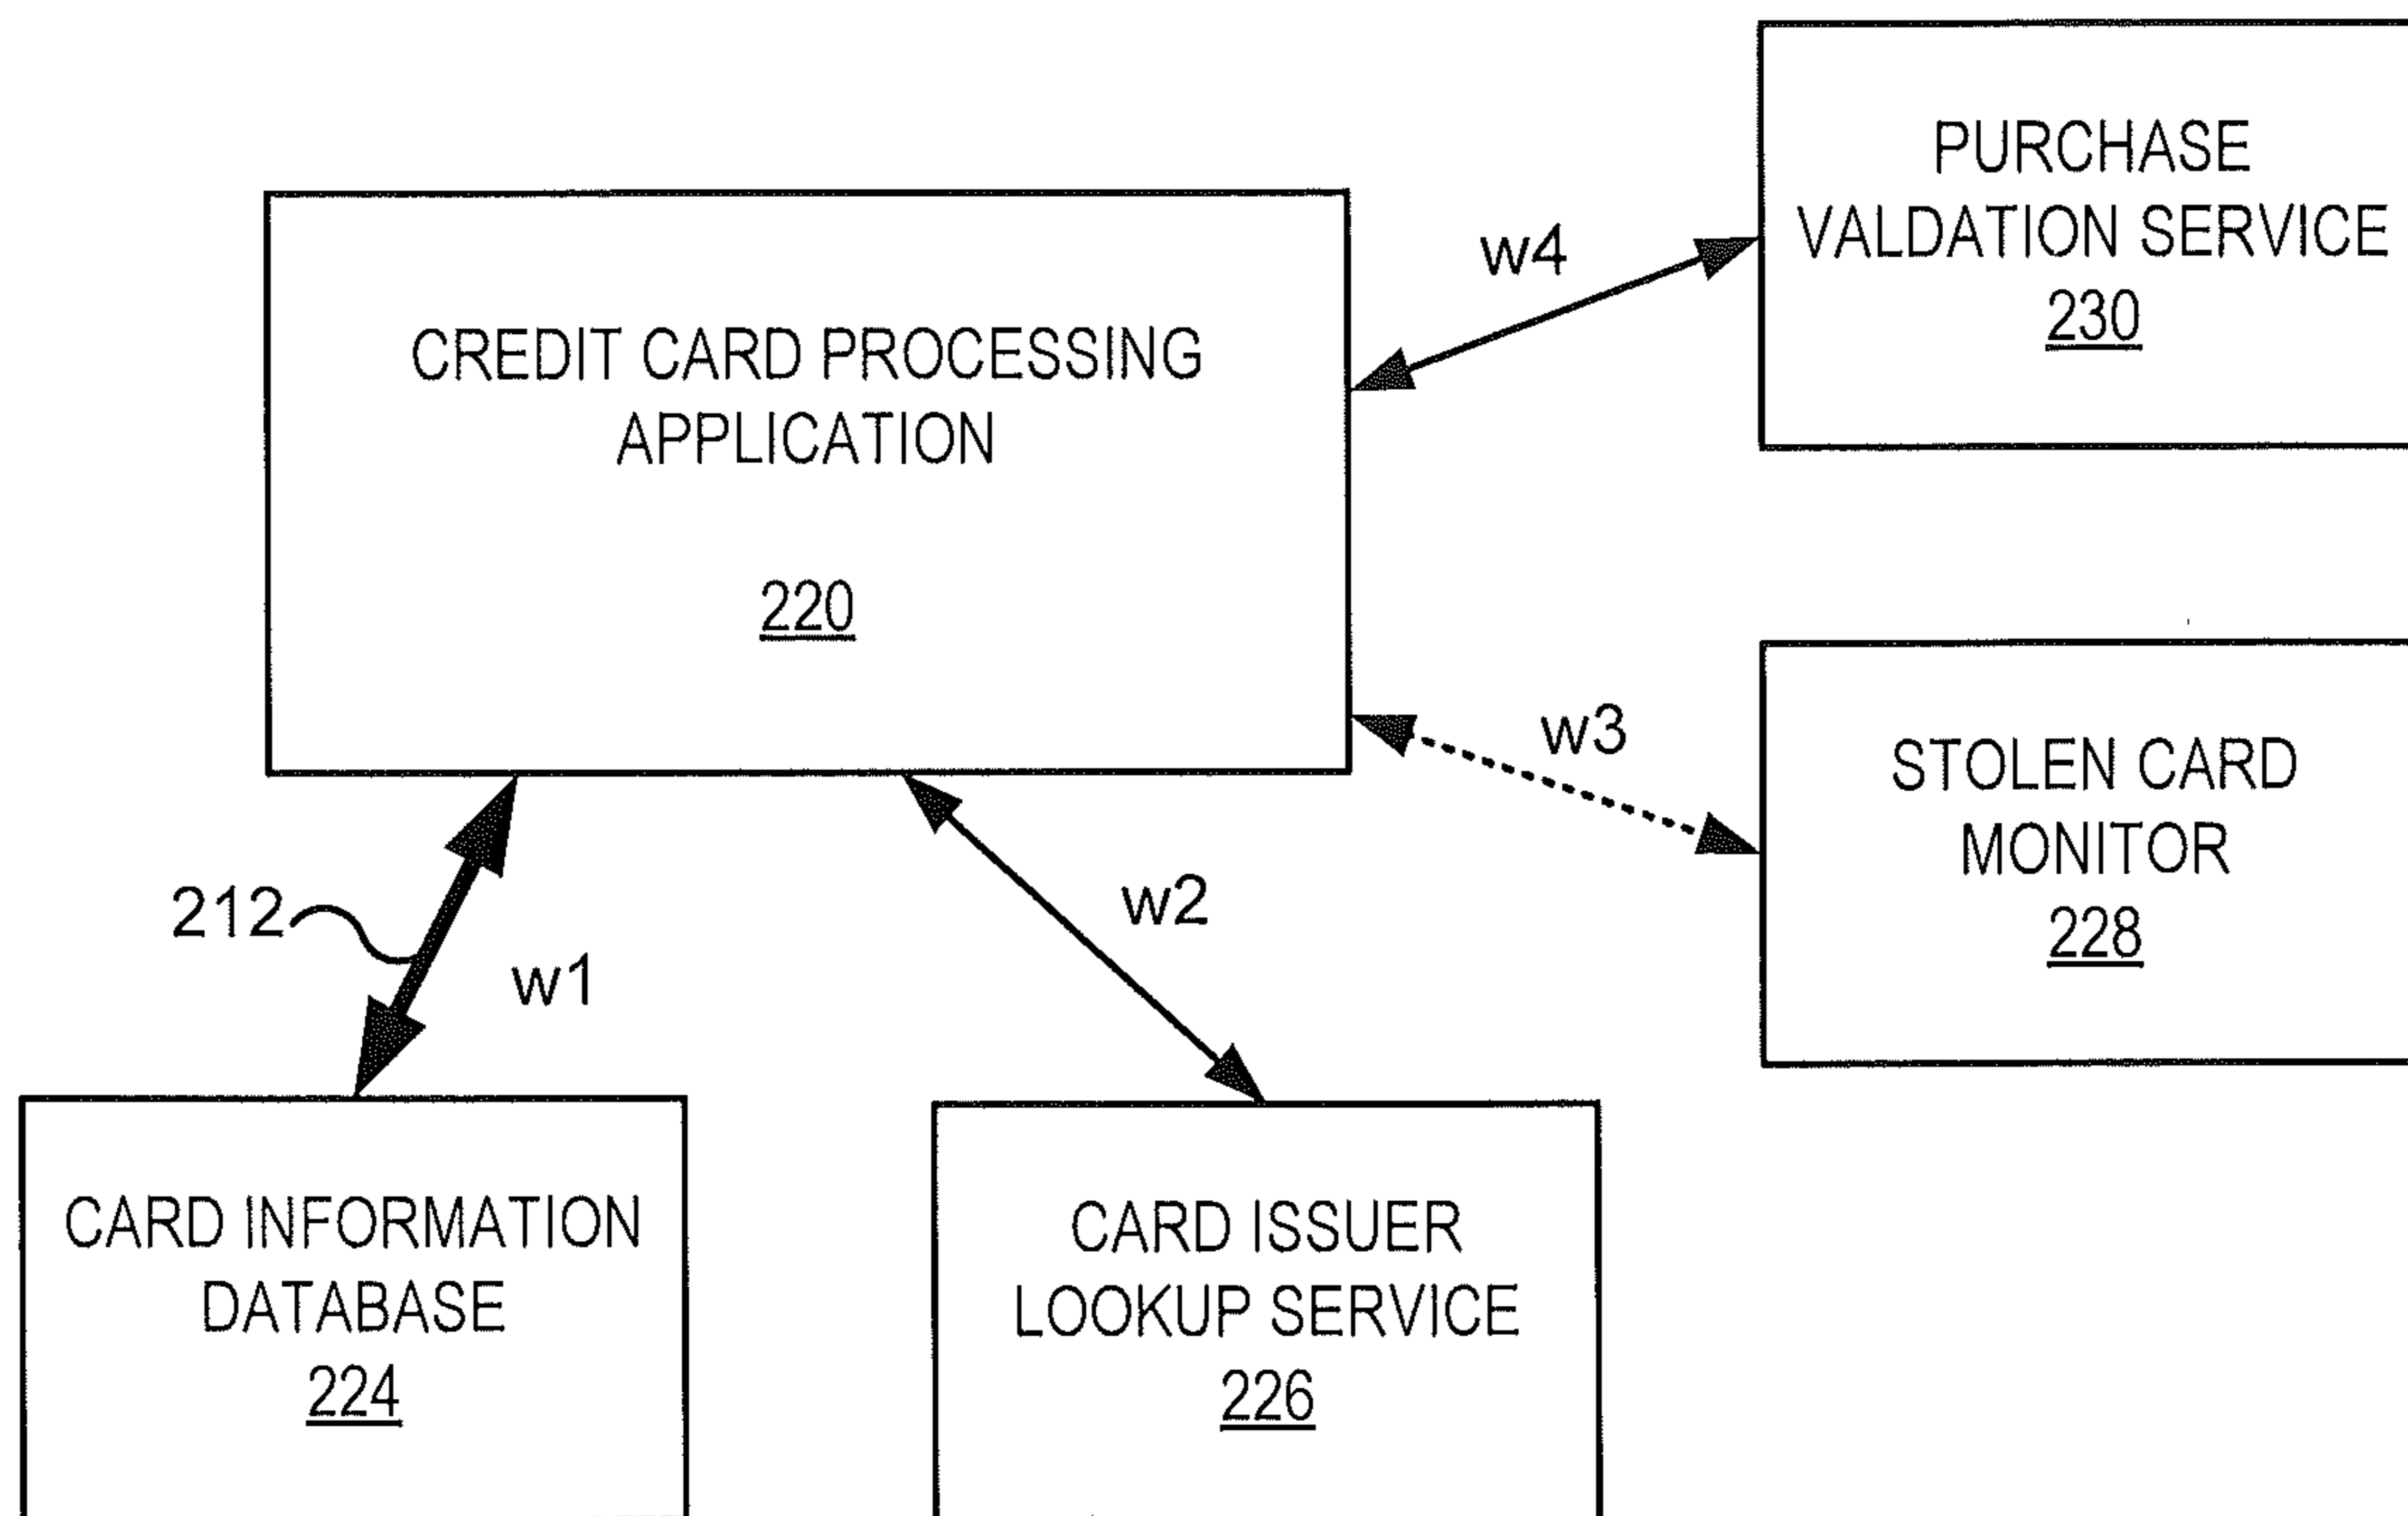 PURCHASE
VALDATION SERVICE
230
w4
CREDIT CARD PROCESSING
APPLICATION
220
w3
STOLEN CARD
MONITOR
228
212
w1
w2
CARD INFORMATION
DATABASE
224
CARD ISSUER
LOOKUP SERVICE
226